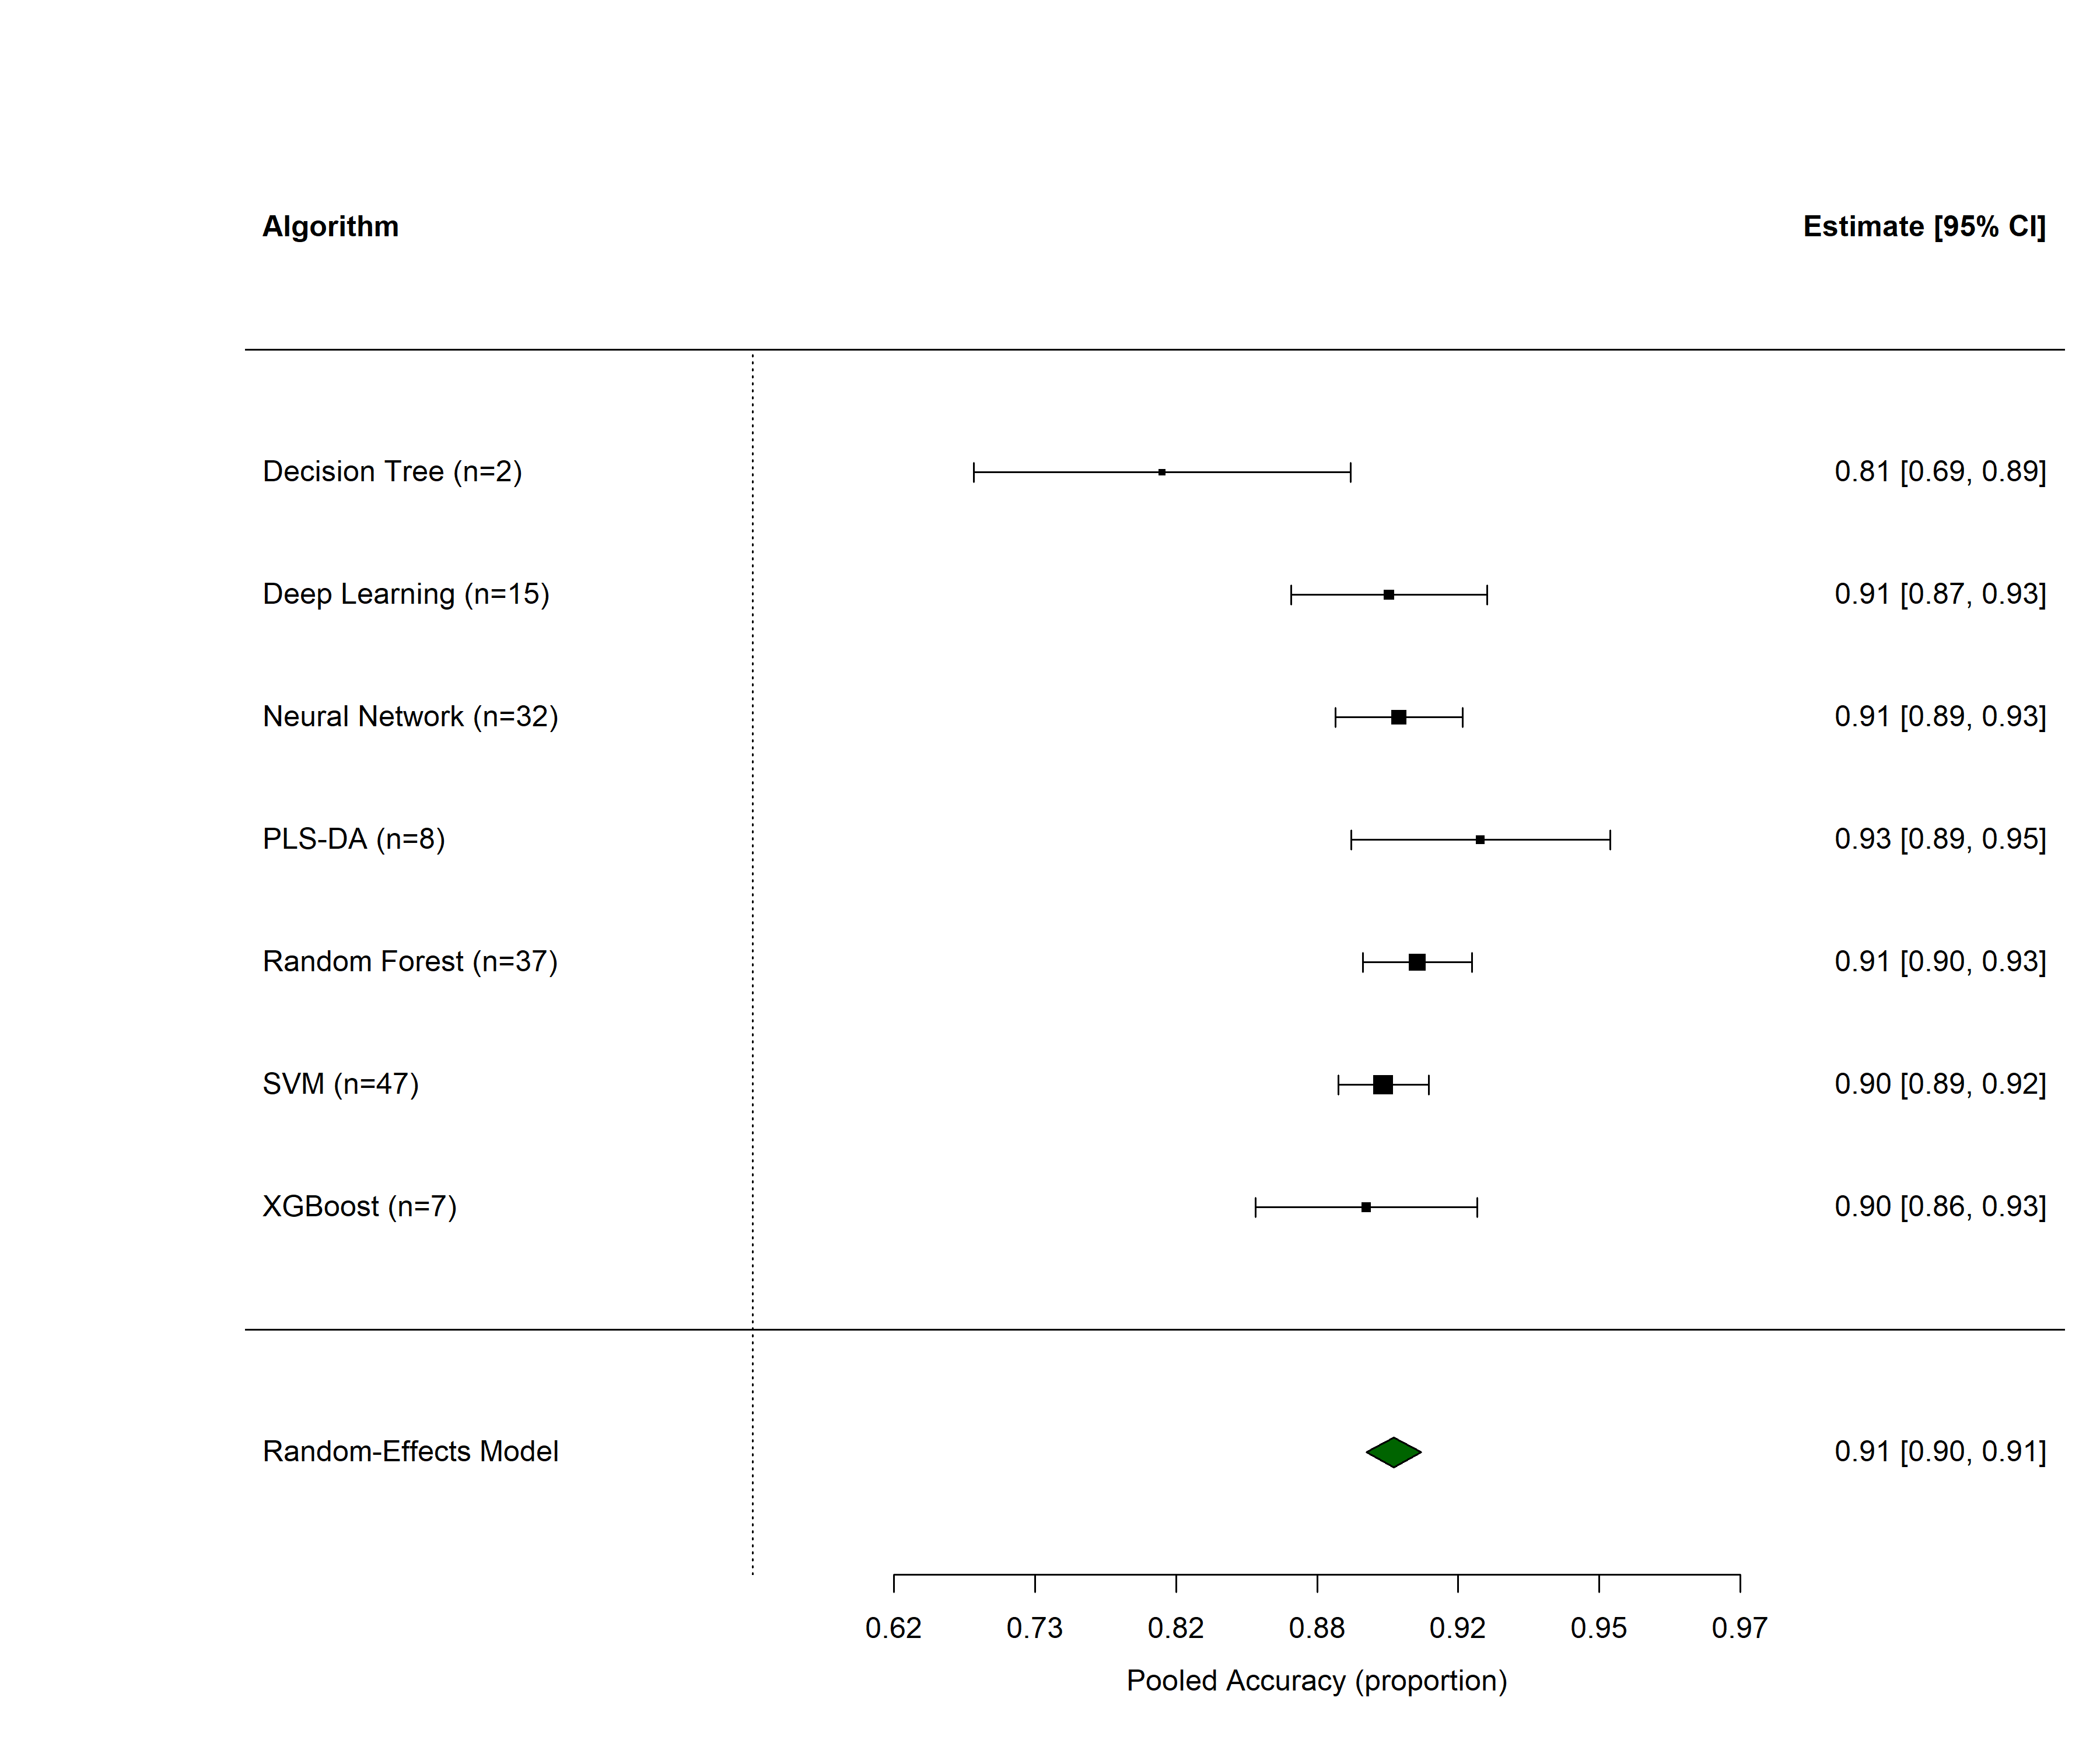 Algorithm Estimate [95% CI]
Decision Tree (n=2) 0.81 [0.69, 0.89]
Deep Learning (n=15) 0.91 [0.87, 0.93]
Neural Network (n=32) 0.91 [0.89, 0.93]
PLS-DA (n=8) 0.93 [0.89, 0.95]
Random Forest (n=37) 0.91 [0.90, 0.93]
SVM (n=47) 0.90 [0.89, 0.92]
XGBoost (n=7) 0.90 [0.86, 0.93]
Random-Effects Model 0.91 [0.90, 0.91]
0.62 0.73 0.82 0.88 0.92 0.95 0.97
Pooled Accuracy (proportion)